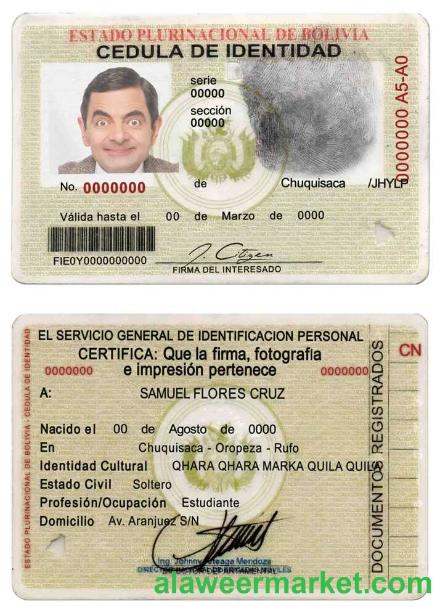 ESTADO PLURINACIONAL DE BOLIVIA
CEDULA DE IDENTIDAD
serie
00000
sección
00000
0000000 A5-A0
No. 0000000 de Chuquisaca /JHYLP
Válida hasta el 00 de Marzo de 0000
FIE0Y0000000000
J. Citizen
FIRMA DEL INTERESADO
EL SERVICIO GENERAL DE IDENTIFICACION PERSONAL
CERTIFICA: Que la firma, fotografia
0000000 e impresión pertenece 0000000
CN
A: SAMUEL FLORES CRUZ
Nacido el 00 de Agosto de 0000
En Chuquisaca - Oropeza - Rufo
Identidad Cultural QHARA QHARA MARKA QUILA QUILA
Estado Civil Soltero
Profesión/Ocupación Estudiante
Domicilio Av. Aranjuez S/N
Ing. Johnny Arteaga Mendoza
ESTADO PLURINACIONAL DE BOLIVIA - CEDULA DE IDENTIDAD
DOCUMENTOS REGISTRADOS
alaweermarket.com